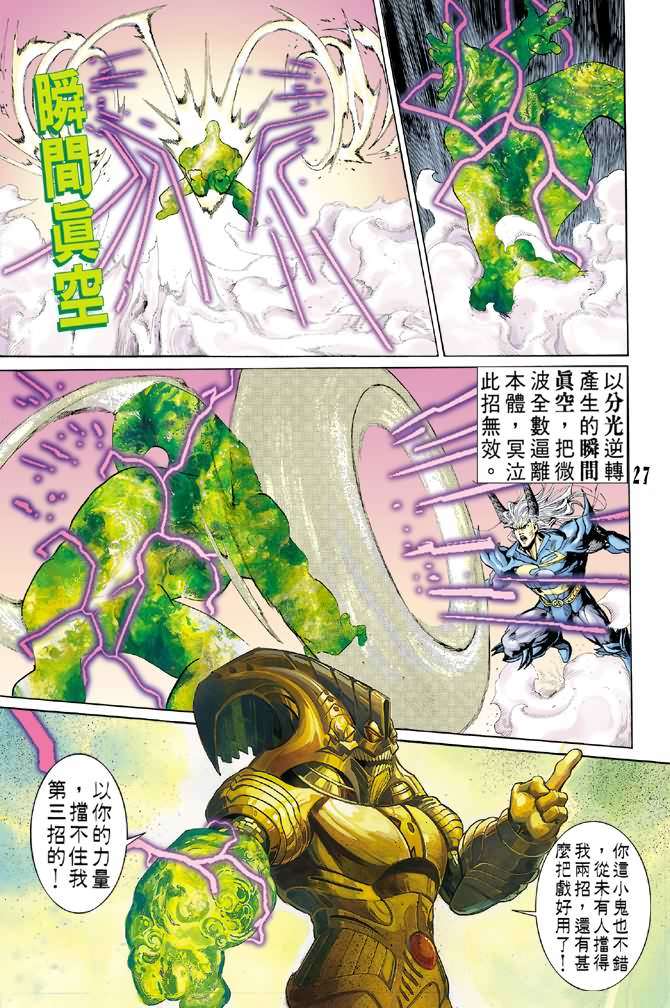 瞬間眞空
以分光逆轉
產生的瞬間
眞空，把微
波全數逼離
本體，冥泣
此招無效。
27
你這小鬼也不錯
，從未有人擋得
我兩招，還有甚
麼把戲好用了！
以你的力量
，擋不住我
第三招的！